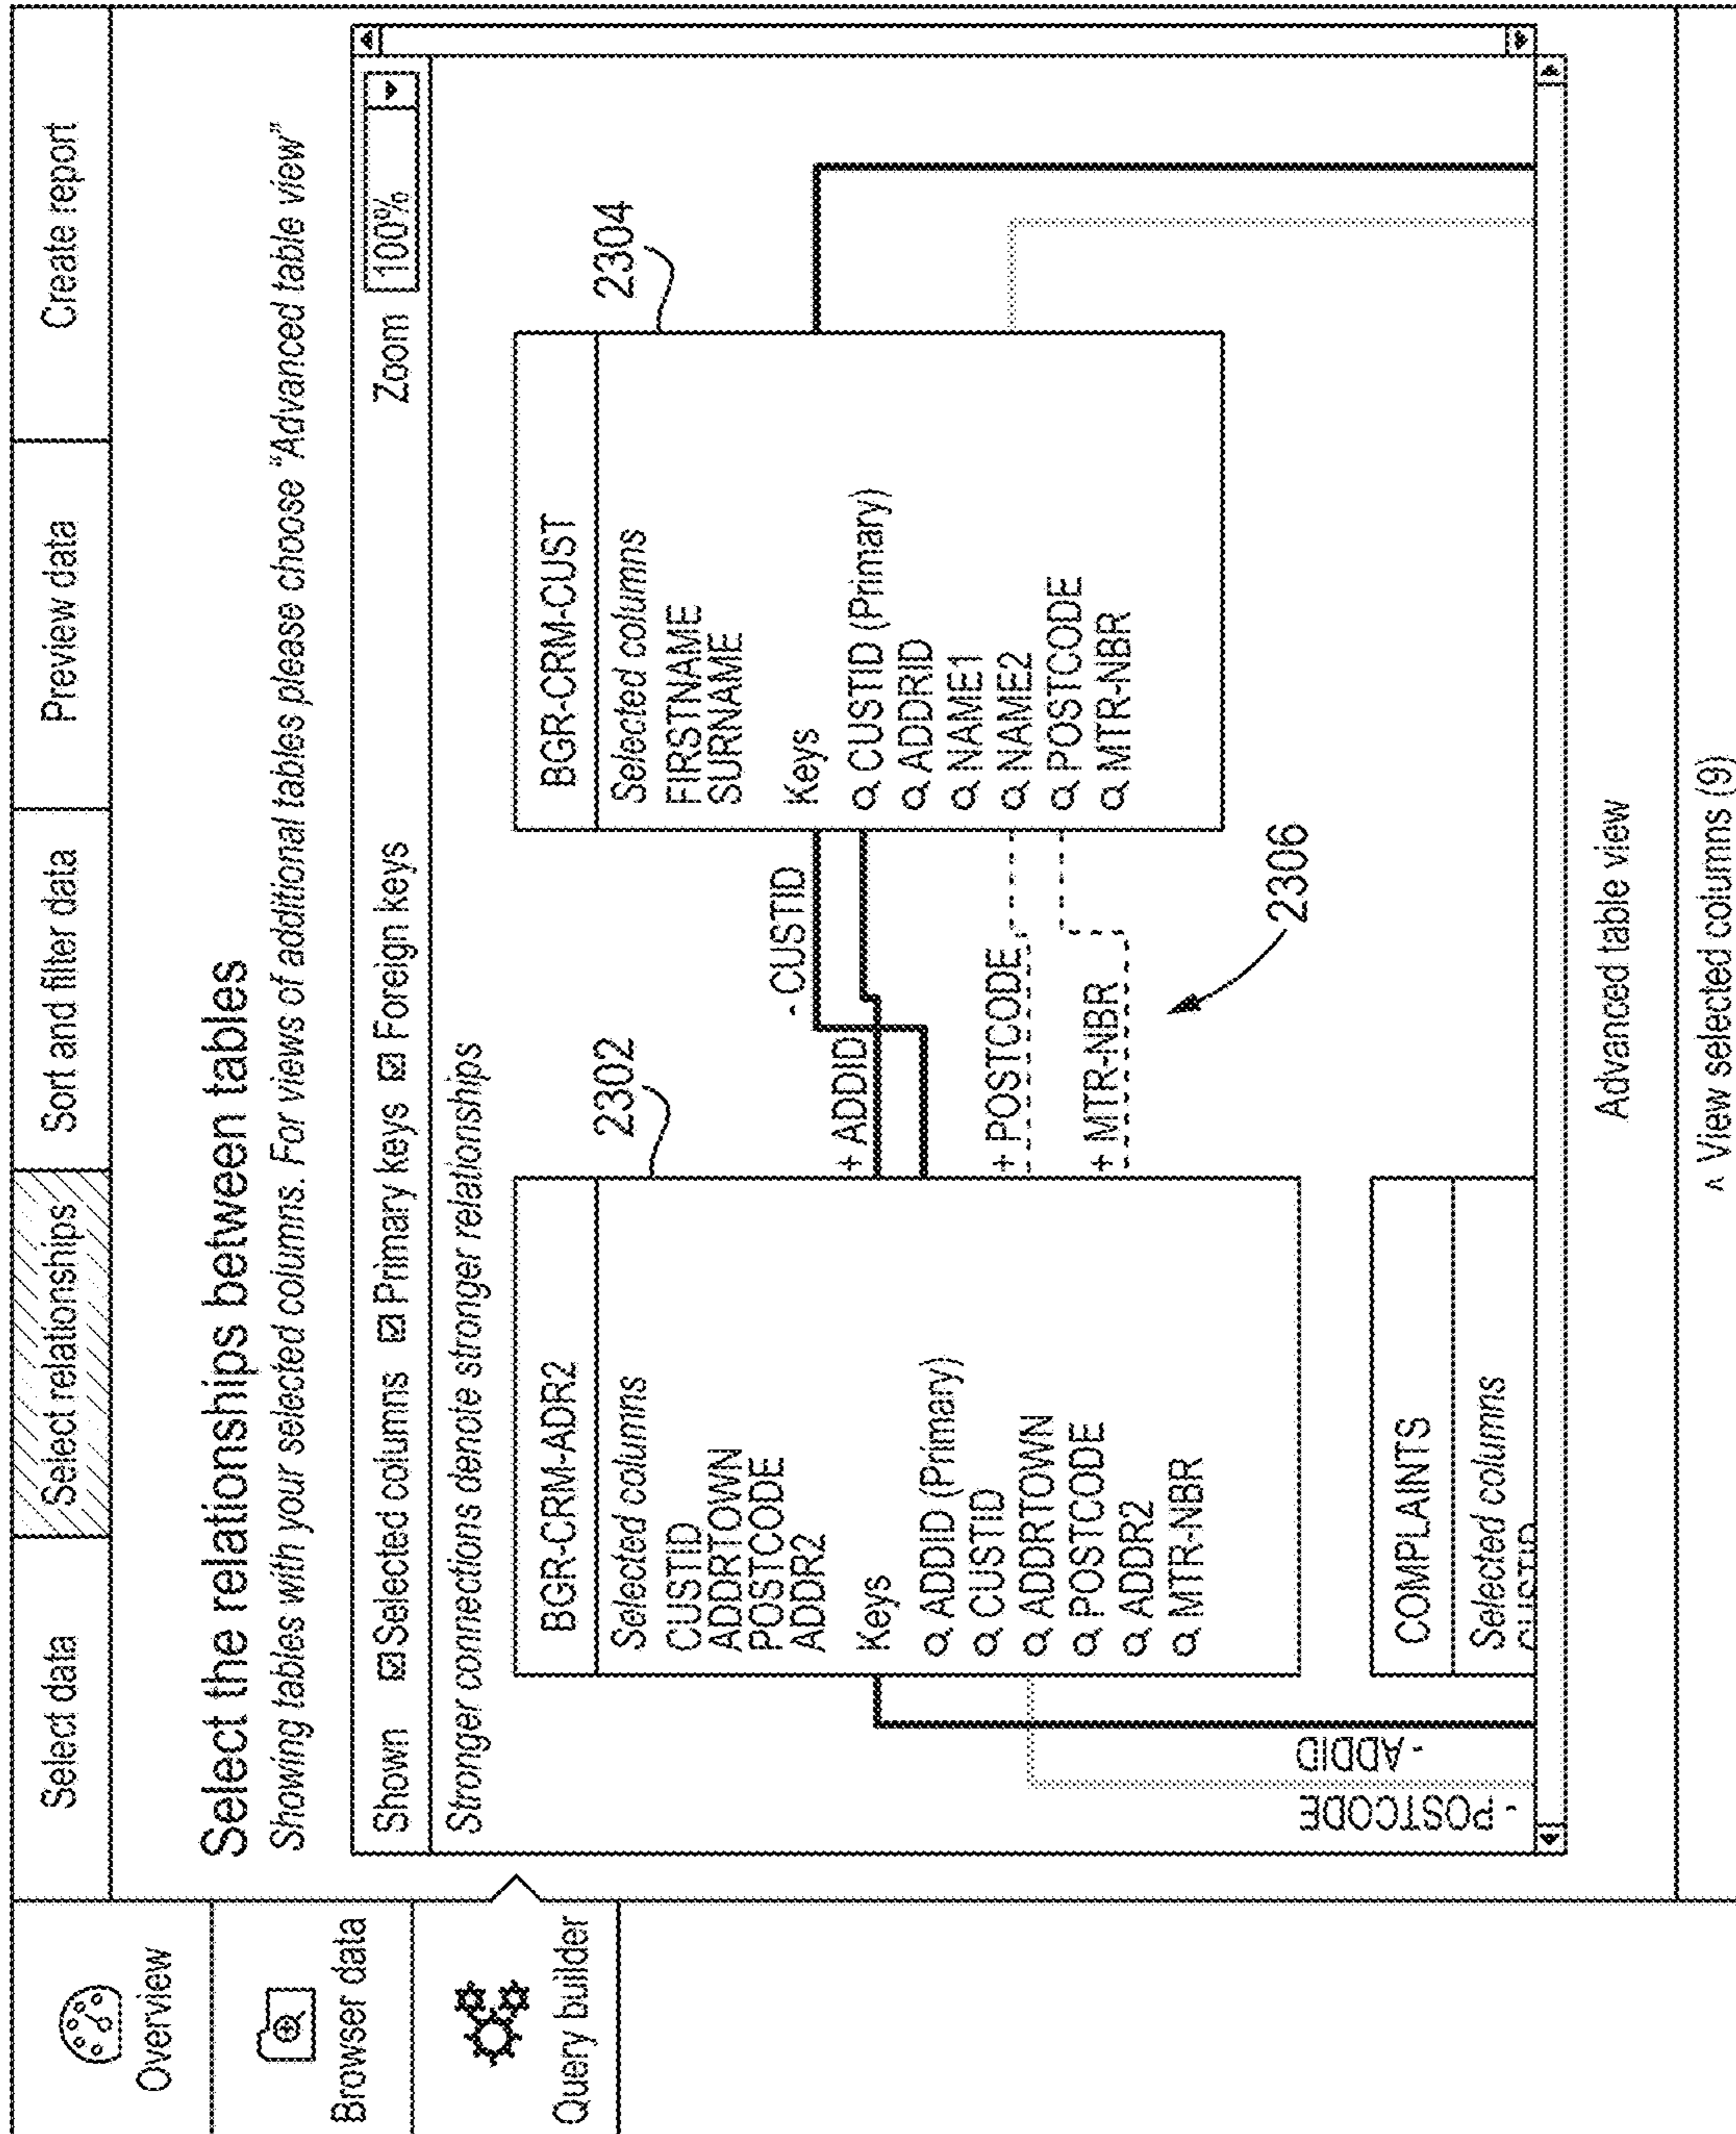 Overview
Browser data
Query builder
Select data
Select relationships
Sort and filter data
Preview data
Create report
Select the relationships between tables
Showing tables with your selected columns. For views of additional tables please choose "Advanced table view"
Shown Selected columns Primary keys Foreign keys Zoom 100%
Stronger connections denote stronger relationships
2302
BGR-CRM-ADR2
Selected columns
CUSTID
ADDRTOWN
POSTCODE
ADDR2
Keys
ADDID (Primary)
CUSTID
ADDRTOWN
POSTCODE
ADDR2
MTR-NBR
- CUSTID
+ ADDID
+ POSTCODE
+ MTR-NBR
2306
2304
BGR-CRM-CUST
Selected columns
FIRSTNAME
SURNAME
Keys
CUSTID (Primary)
ADDRID
NAME1
NAME2
POSTCODE
MTR-NBR
- POSTCODE
- ADDID
COMPLAINTS
Selected columns
CUSTID
Advanced table view
^ View selected columns (9)